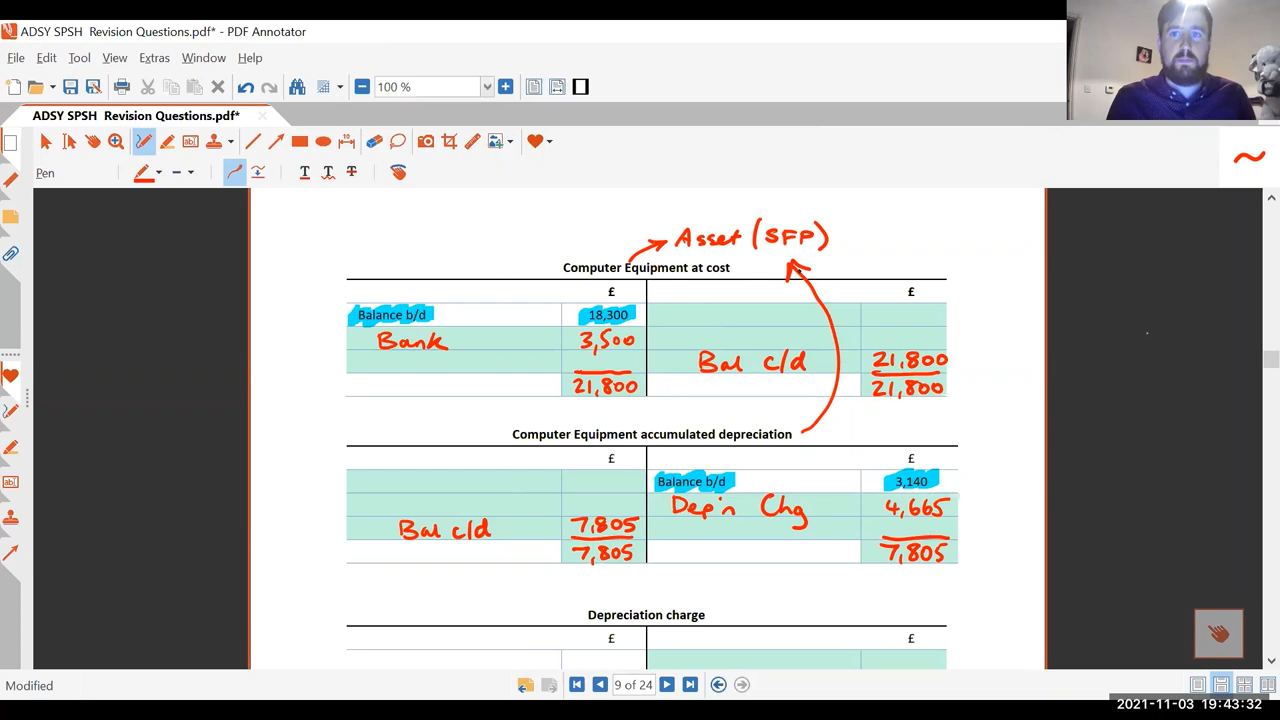 ADSY SPSH Revision Questions.pdf* - PDF Annotator
File Edit Tool View Extras Window Help
100 %
ADSY SPSH Revision Questions.pdf*
Pen
Asset (SFP)
Computer Equipment at cost
£ £
Balance b/d 18,300
Bank 3,500
Bal c/d 21,800
21,800 21,800
Computer Equipment accumulated depreciation
£ £
Balance b/d 3,140
Dep'n Chg 4,665
Bal c/d 7,805
7,805 7,805
Depreciation charge
£ £
Modified
9 of 24
2021-11-03 19:43:32